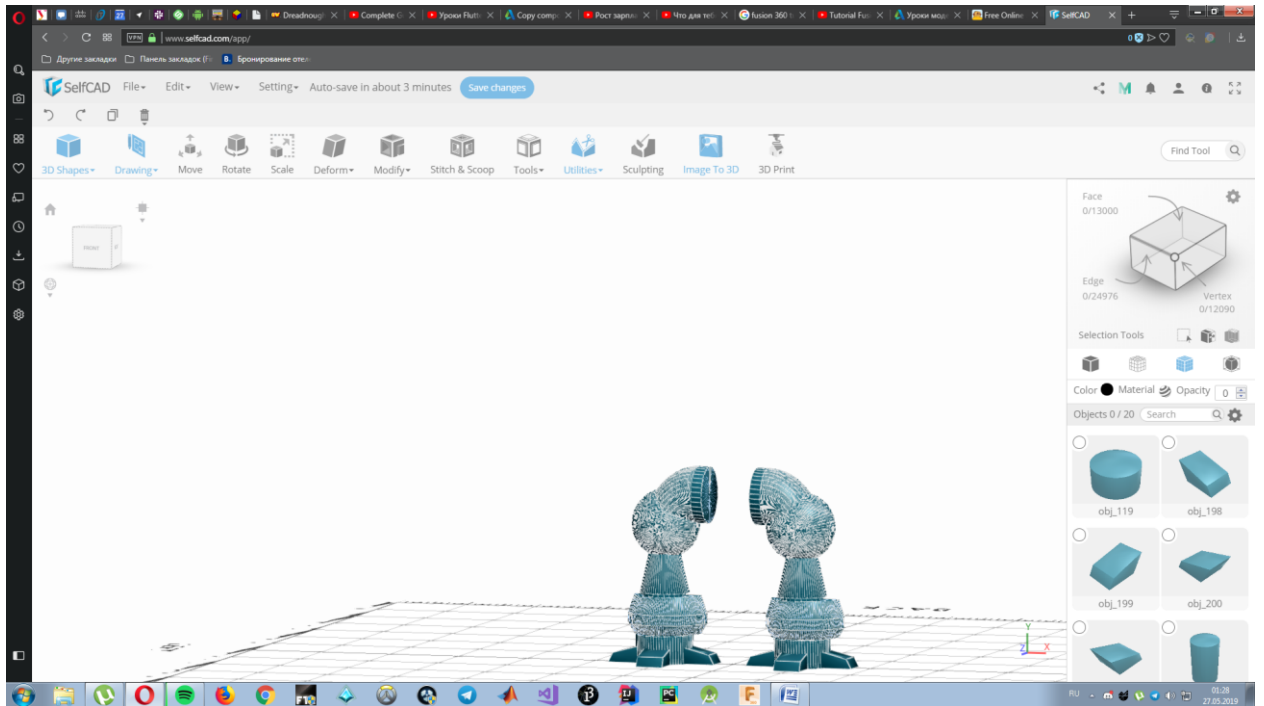 Dreadnough
Complete G
Уроки Flutt
Copy comp
Рост зарпл
Что для теб
fusion 360
Tutorial Fus
Уроки мод
Free Online
SelfCAD
VPN
www.selfcad.com/app/
0
Другие закладки
Панель закладок (F
B.
Бронирование отел
SelfCAD File Edit View Setting Auto-save in about 3 minutes Save changes
3D Shapes Drawing Move Rotate Scale Deform Modify Stitch & Scoop Tools Utilities Sculpting Image To 3D 3D Print
Find Tool
FRONT
Face
0/13000
Edge
0/24976
Vertex
0/12090
Selection Tools
Color Material Opacity 0
Objects 0 / 20 Search
obj_119 obj_198
obj_199 obj_200
Y
Z X
RU
01:28
27.05.2019